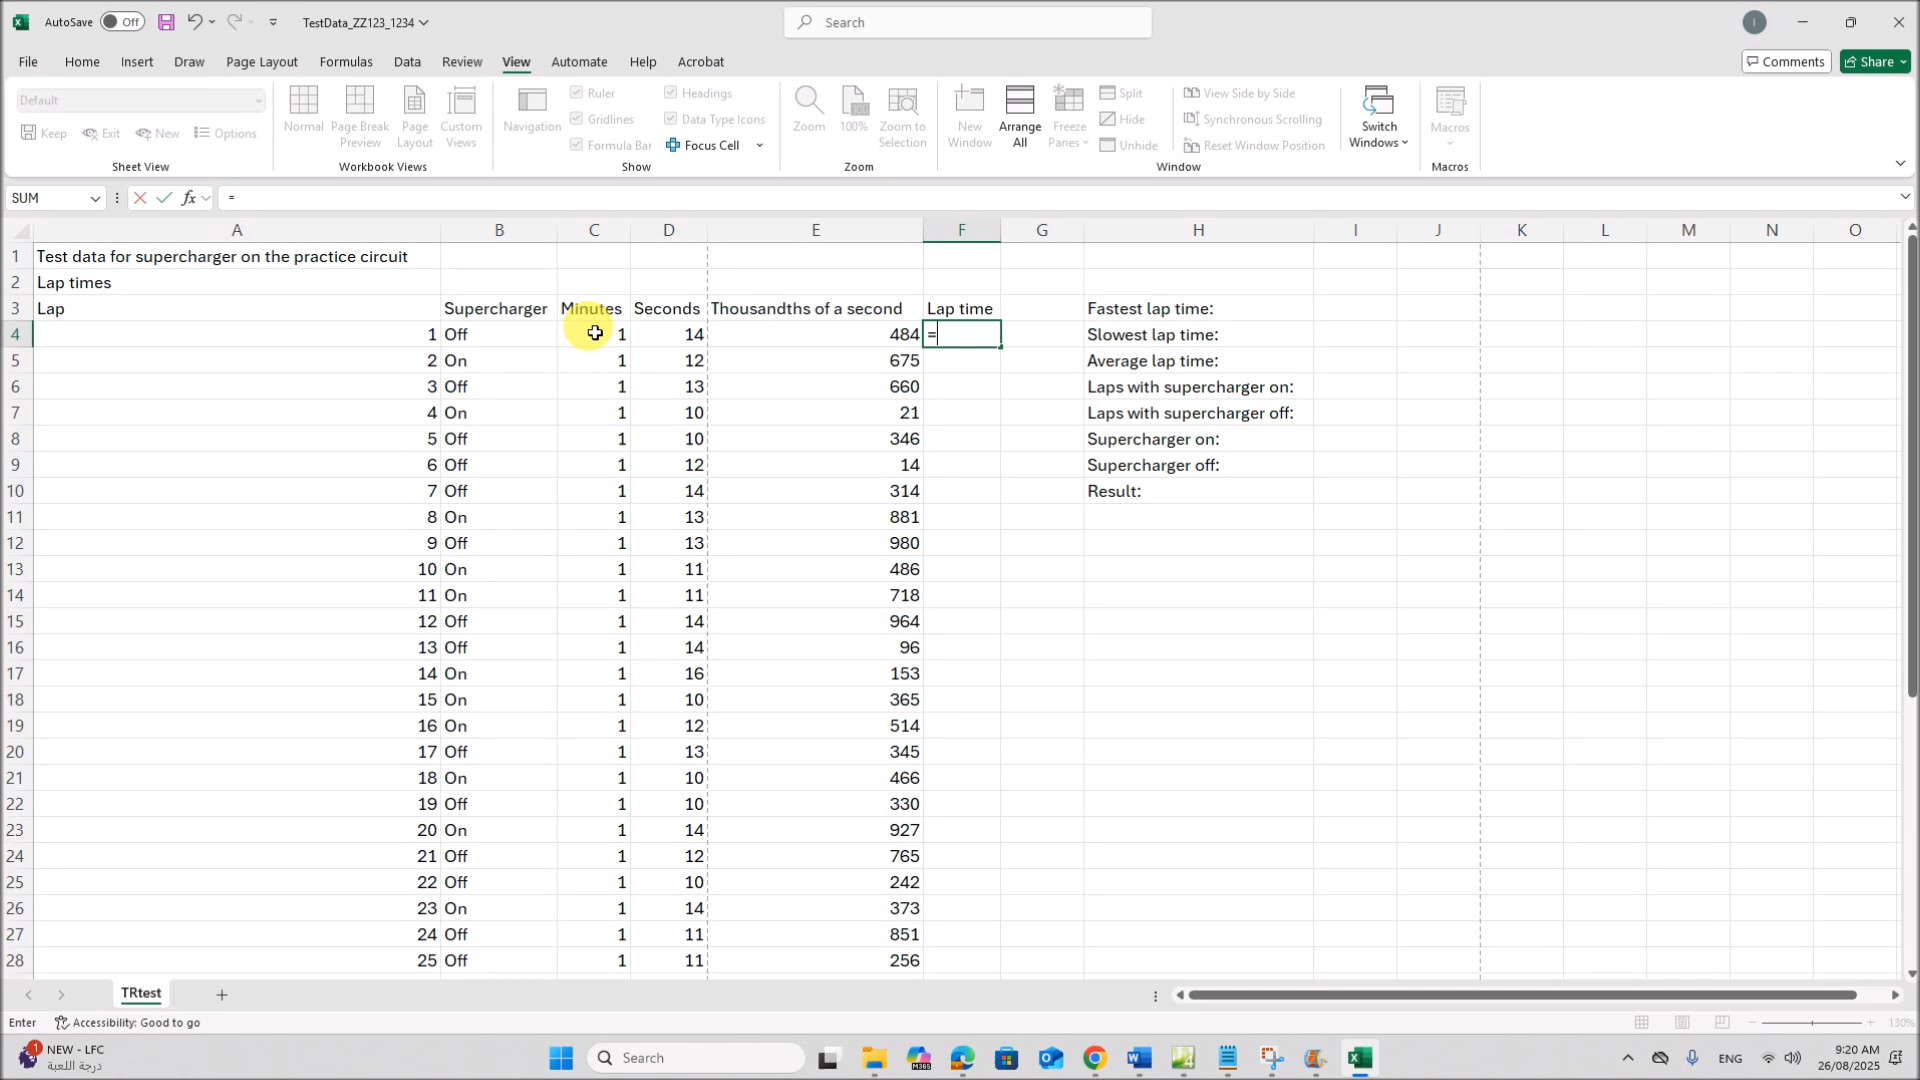 AutoSave Off TestData_ZZ123_1234 Search I
File Home Insert Draw Page Layout Formulas Data Review View Automate Help Acrobat Comments Share
Default
Keep Exit New Options
Sheet View
Normal Page Break Preview Page Layout Custom Views
Workbook Views
Navigation Ruler Gridlines Formula Bar Headings Data Type Icons Focus Cell
Show
Zoom 100% Zoom to Selection
Zoom
New Window Arrange All Freeze Panes Split Hide Unhide View Side by Side Synchronous Scrolling Reset Window Position Switch Windows
Window
Macros
Macros
SUM fx =
A B C D E F G H I J K L M N O
1 Test data for supercharger on the practice circuit
2 Lap times
3 Lap Supercharger Minutes Seconds Thousandths of a second Lap time Fastest lap time:
4 1 Off 1 14 484 = Slowest lap time:
5 2 On 1 12 675 Average lap time:
6 3 Off 1 13 660 Laps with supercharger on:
7 4 On 1 10 21 Laps with supercharger off:
8 5 Off 1 10 346 Supercharger on:
9 6 Off 1 12 14 Supercharger off:
10 7 Off 1 14 314 Result:
11 8 On 1 13 881
12 9 Off 1 13 980
13 10 On 1 11 486
14 11 On 1 11 718
15 12 Off 1 14 964
16 13 Off 1 14 96
17 14 On 1 16 153
18 15 On 1 10 365
19 16 On 1 12 514
20 17 Off 1 13 345
21 18 On 1 10 466
22 19 Off 1 10 330
23 20 On 1 14 927
24 21 Off 1 12 765
25 22 Off 1 10 242
26 23 On 1 14 373
27 24 Off 1 11 851
28 25 Off 1 11 256
TRtest
Enter Accessibility: Good to go 130%
1 NEW - LFC
درجة اللعبة
Search M365 ENG
9:20 AM
26/08/2025